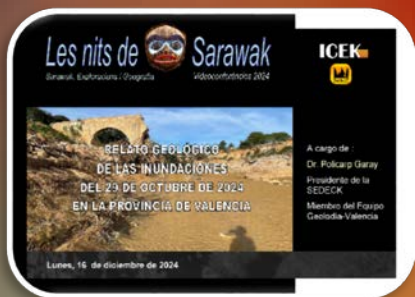 Les nits de Sarawak
Sarawak, Exploracions i Geografia
Videoconferències 2024
ICEK
RELATO GEOLÓGICO
DE LAS INUNDACIONES
DEL 29 DE OCTUBRE DE 2024
EN LA PROVINCIA DE VALENCIA
A cargo de :
Dr. Policarp Garay
Presidente de la
SEDECK
Miembro del Equipo
Geolodía-Valencia
Lunes, 16 de diciembre de 2024